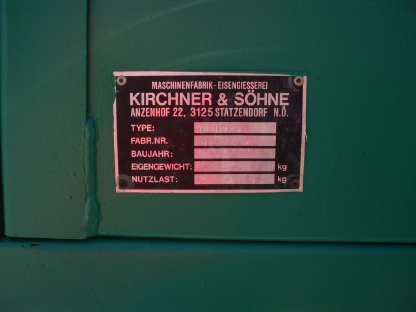 MASCHINENFABRIK - EISENGIESSEREI
KIRCHNER & SÖHNE
ANZENHOF 22, 3125 STATZENDORF N.Ö.
TYPE:
FABR.NR.
BAUJAHR:
EIGENGEWICHT: kg
NUTZLAST: kg